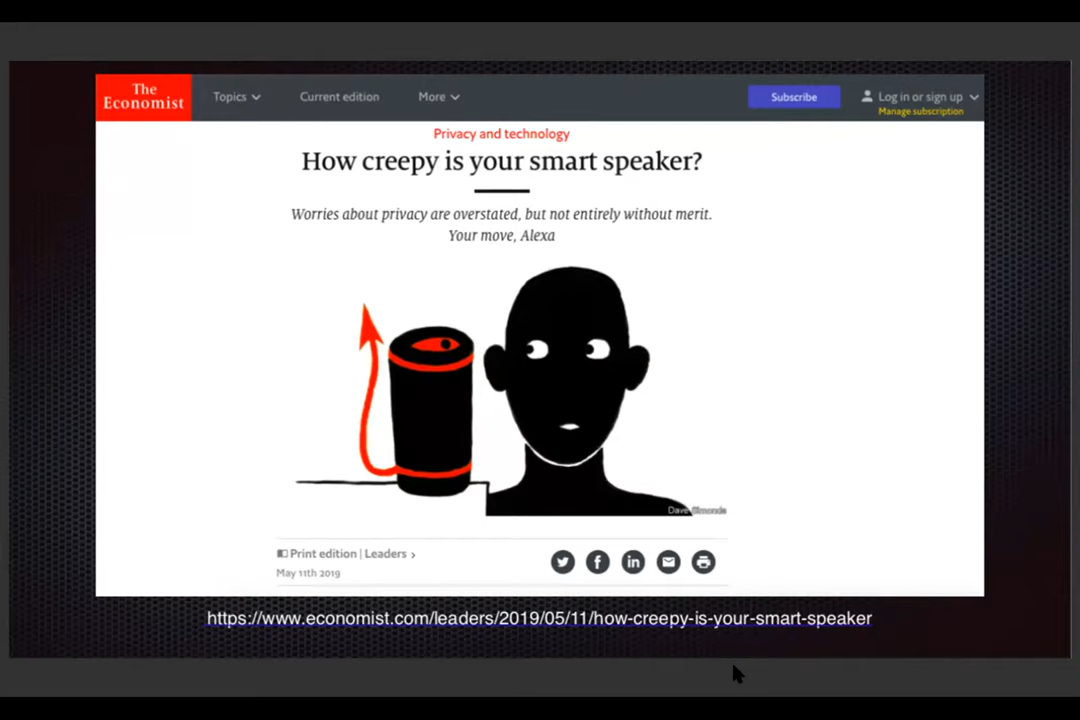 The
Economist
Topics
Current edition
More
Subscribe
Log in or sign up
Manage subscription
Privacy and technology
How creepy is your smart speaker?
Worries about privacy are overstated, but not entirely without merit.
Your move, Alexa
Dave Simonds
Print edition | Leaders ›
May 11th 2019
https://www.economist.com/leaders/2019/05/11/how-creepy-is-your-smart-speaker